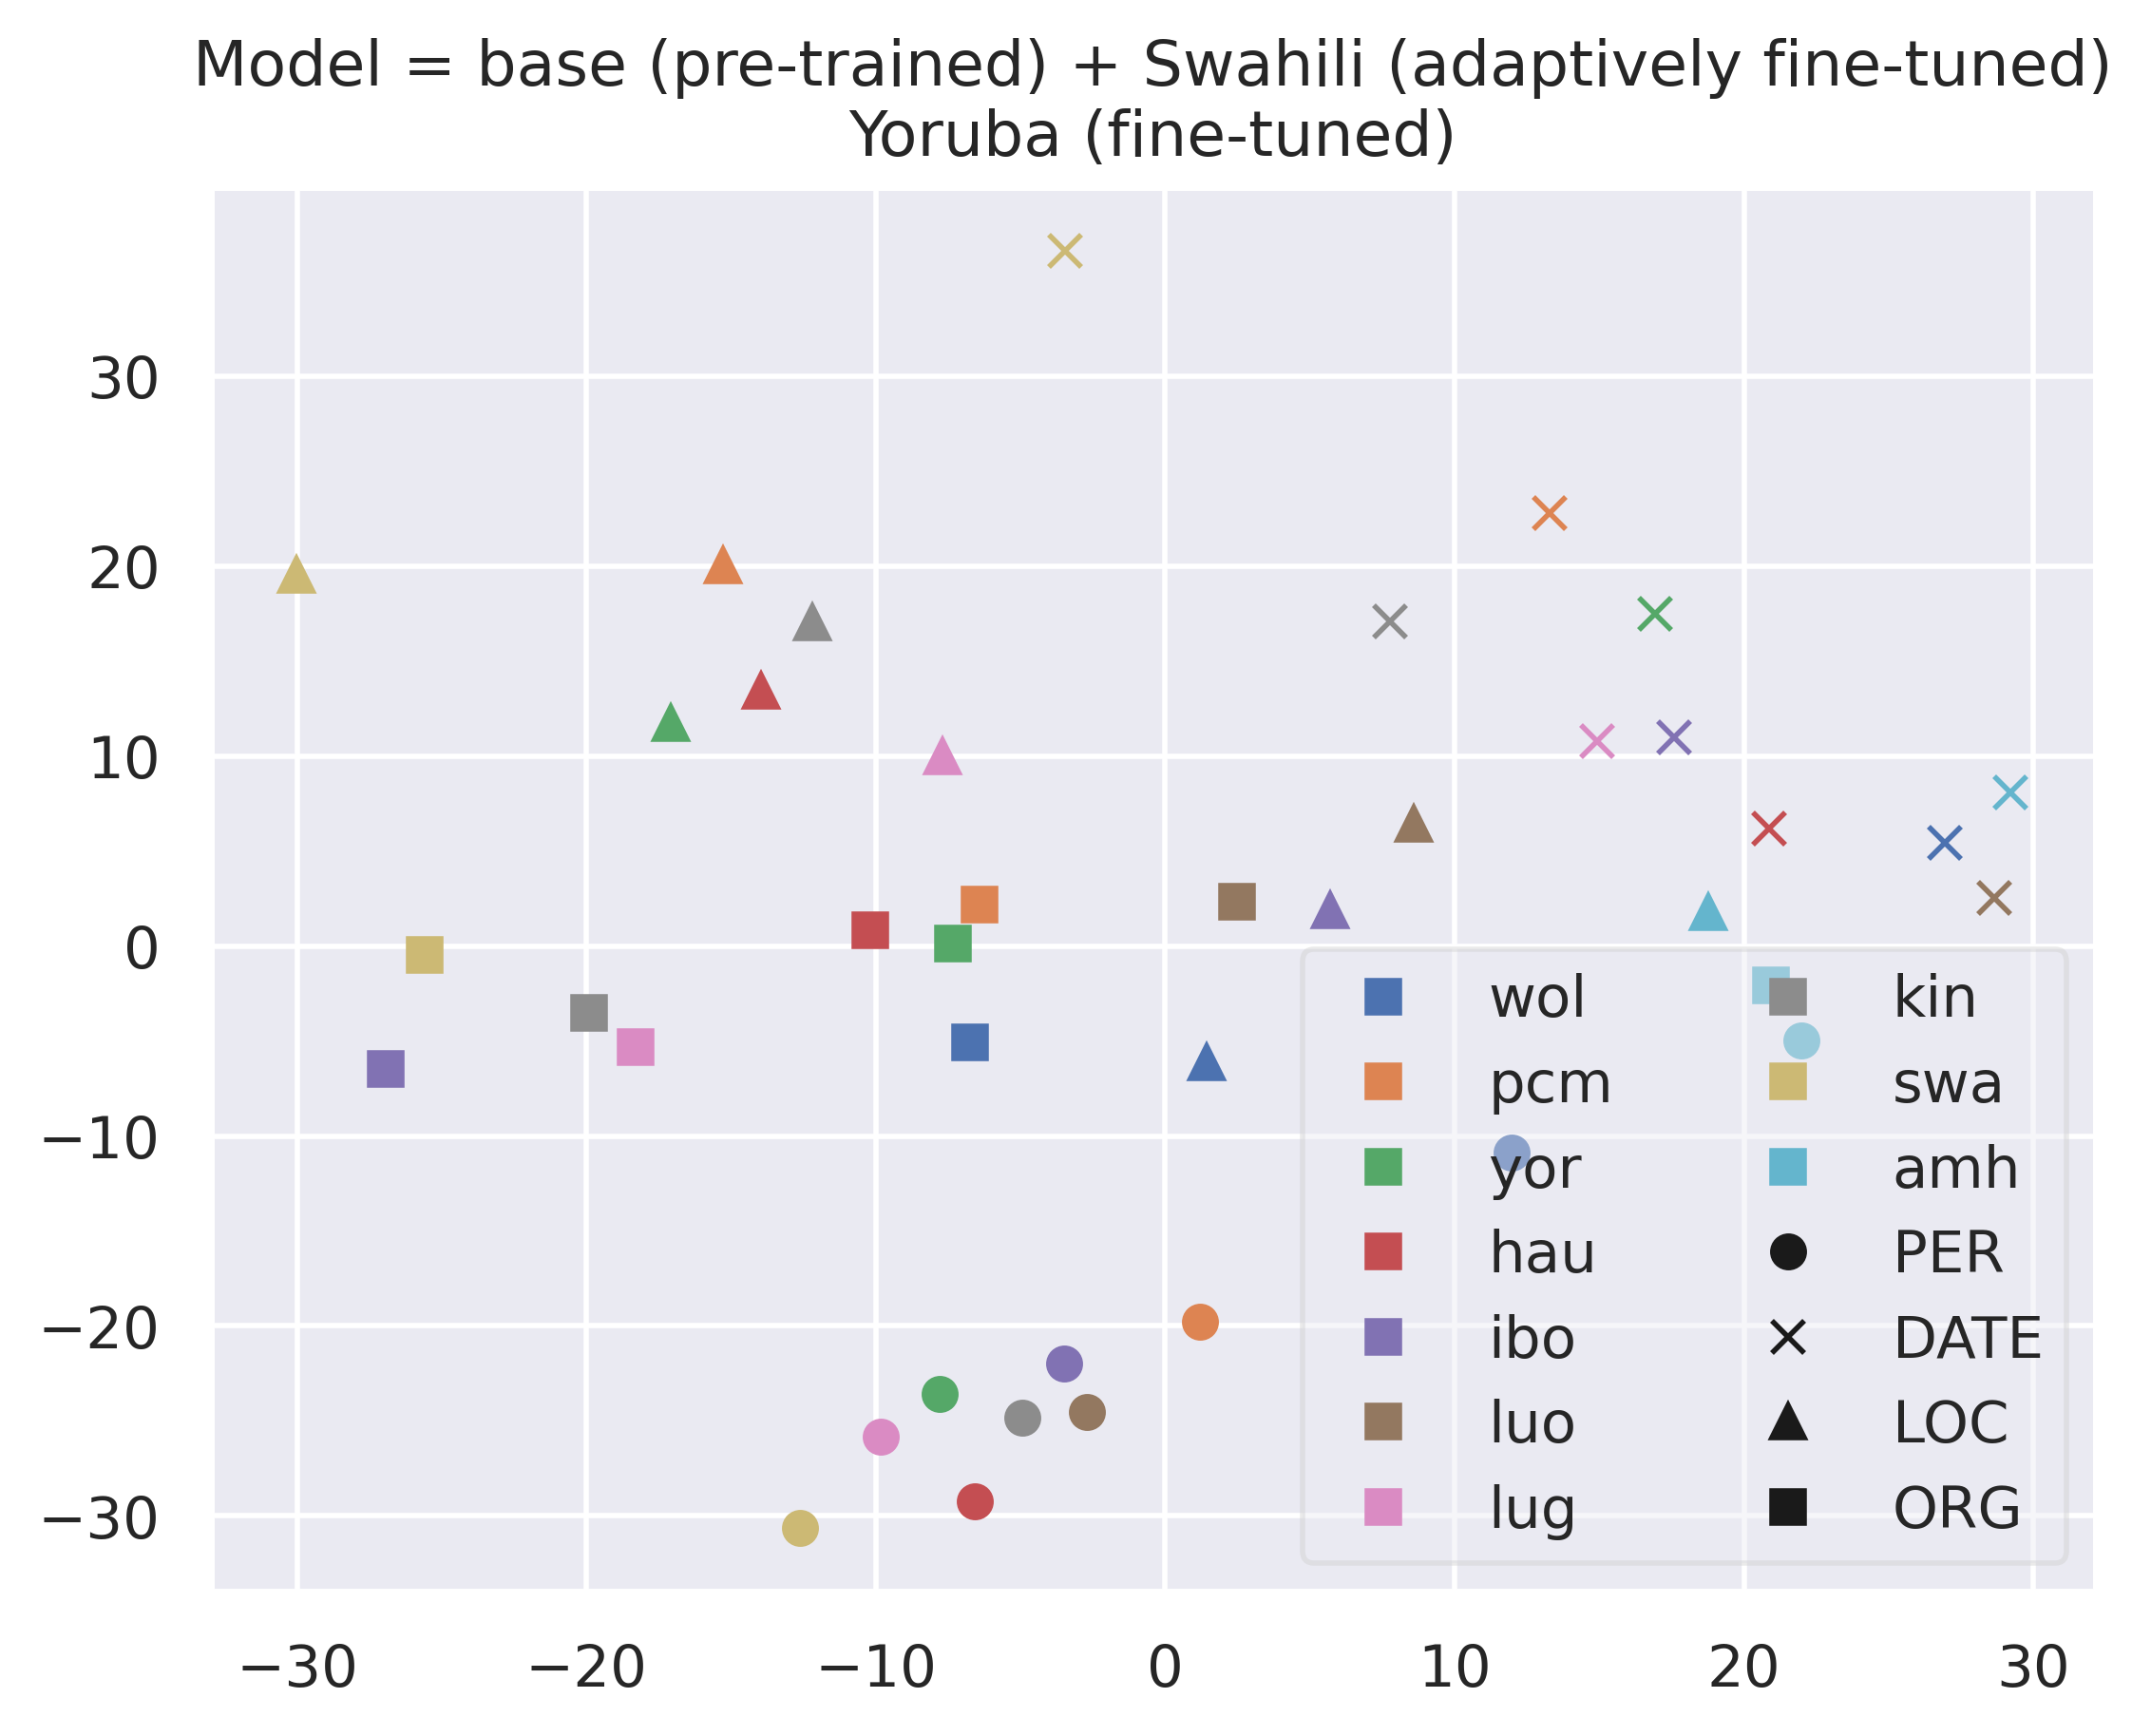 Model = base (pre-trained) + Swahili (adaptively fine-tuned)
Yoruba (fine-tuned)
30
20
10
0
−10
−20
−30
−30
−20
−10
0
10
20
30
wol
pcm
yor
hau
ibo
luo
lug
kin
swa
amh
PER
DATE
LOC
ORG